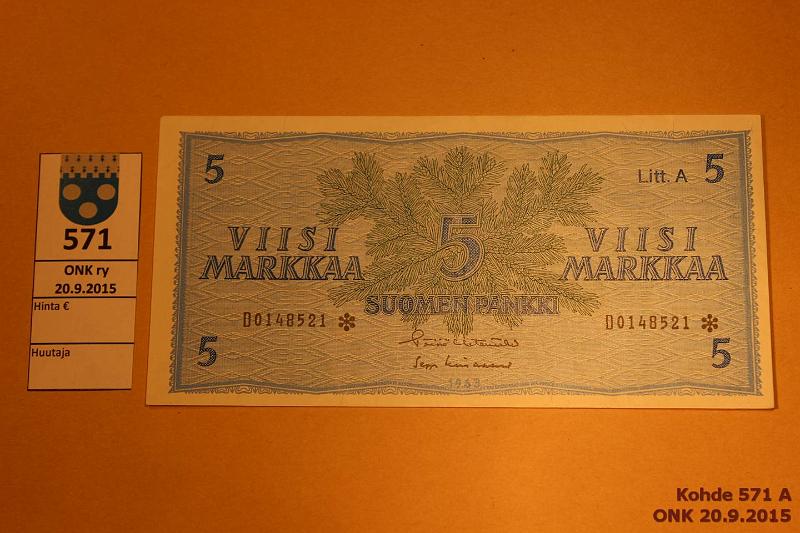 571
ONK ry
20.9.2015
Hinta €
Huutaja
5
Litt. A 5
VIISI
MARKKAA
5
VIISI
MARKKAA
SUOMEN PANKKI
D0148521 *
D0148521 *
5
5
1963
Kohde 571 A
ONK 20.9.2015